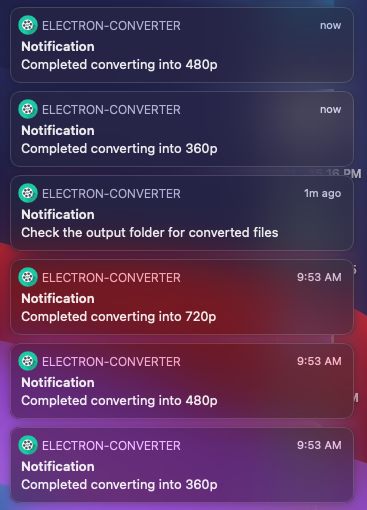 ELECTRON-CONVERTER now
Notification
Completed converting into 480p
ELECTRON-CONVERTER now
Notification
Completed converting into 360p
ELECTRON-CONVERTER 1m ago
Notification
Check the output folder for converted files
ELECTRON-CONVERTER 9:53 AM
Notification
Completed converting into 720p
ELECTRON-CONVERTER 9:53 AM
Notification
Completed converting into 480p
ELECTRON-CONVERTER 9:53 AM
Notification
Completed converting into 360p